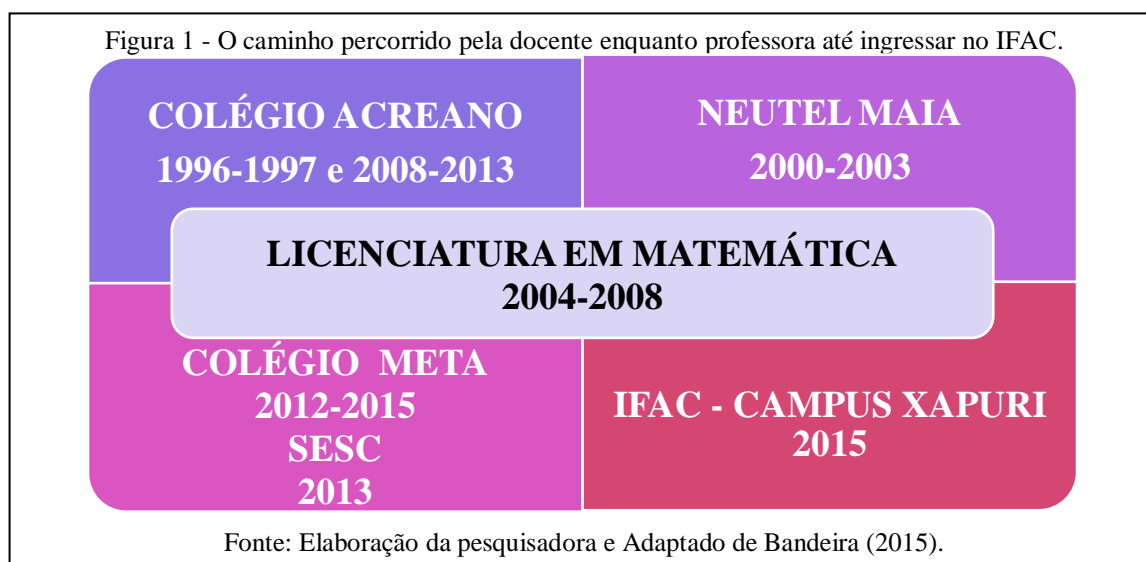 Figura 1 - O caminho percorrido pela docente enquanto professora até ingressar no IFAC.
COLÉGIO ACREANO
1996-1997 e 2008-2013
NEUTEL MAIA
2000-2003
LICENCIATURA EM MATEMÁTICA
2004-2008
COLÉGIO META
2012-2015
SESC
2013
IFAC - CAMPUS XAPURI
2015
Fonte: Elaboração da pesquisadora e Adaptado de Bandeira (2015).